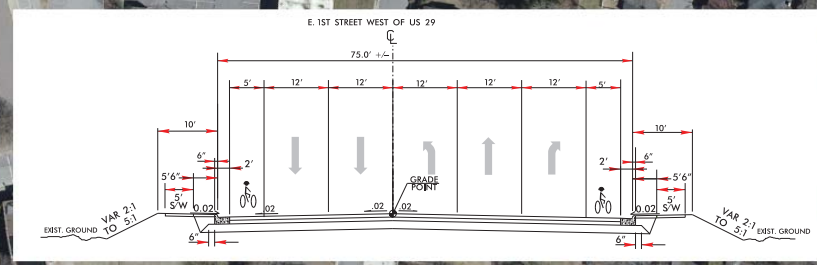 E. 1ST STREET WEST OF US 29
CL
75.0' +/-
5' 12' 12' 12' 12' 12' 5'
10' 10'
6" 6"
2' 2'
5'6" 5'6"
GRADE
POINT
5' 5'
S/W S/W
0.02 .02 .02 .02 0.02
VAR 2:1 VAR 2:1
TO 5:1 TO 5:1
EXIST. GROUND EXIST. GROUND
6" 6"